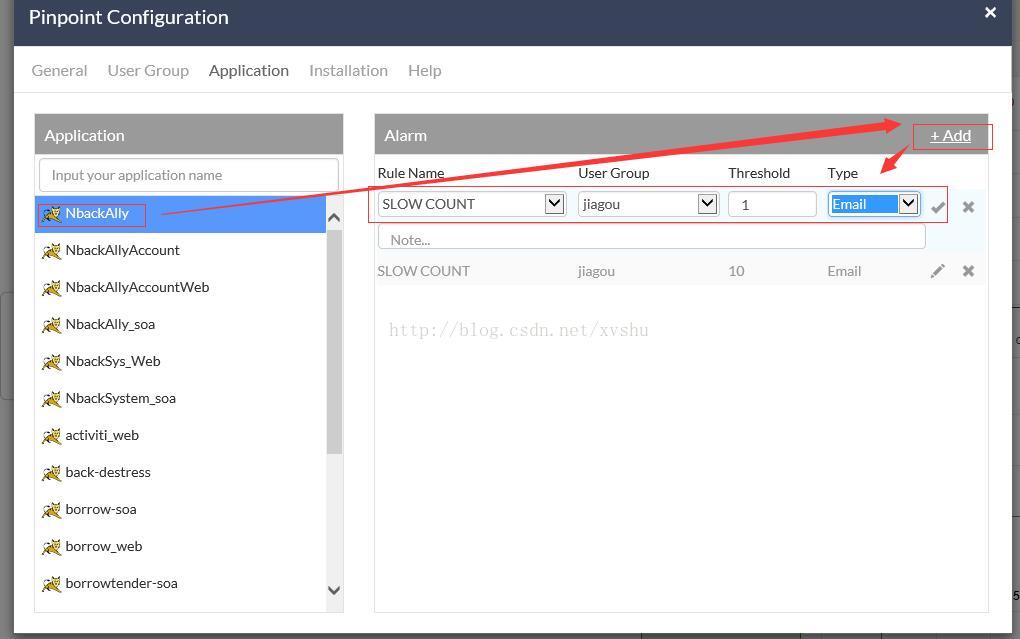 Pinpoint Configuration
General User Group Application Installation Help
Application
Input your application name
NbackAlly
NbackAllyAccount
NbackAllyAccountWeb
NbackAlly_soa
NbackSys_Web
NbackSystem_soa
activiti_web
back-destress
borrow-soa
borrow_web
borrowtender-soa
Alarm
+ Add
Rule Name User Group Threshold Type
SLOW COUNT jiagou 1 Email
Note...
SLOW COUNT jiagou 10 Email
http://blog.csdn.net/xvshu